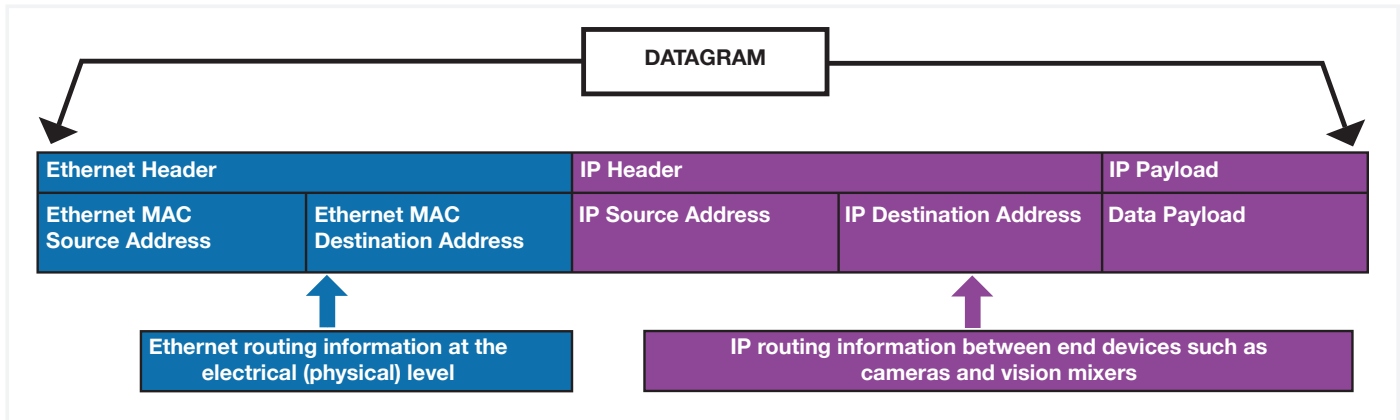 DATAGRAM
Ethernet Header
IP Header
IP Payload
Ethernet MAC
Source Address
Ethernet MAC
Destination Address
IP Source Address
IP Destination Address
Data Payload
Ethernet routing information at the
electrical (physical) level
IP routing information between end devices such as
cameras and vision mixers